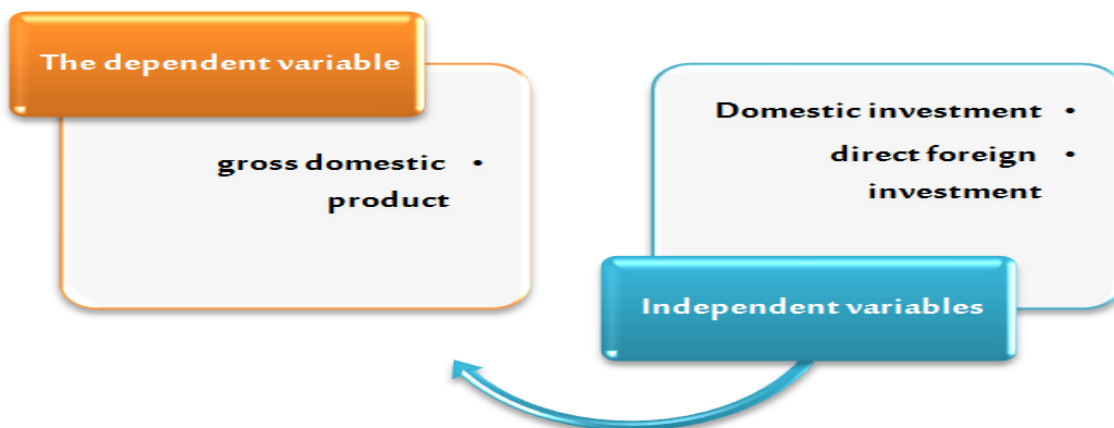 The dependent variable
gross domestic •
product
Domestic investment •
direct foreign •
investment
Independent variables